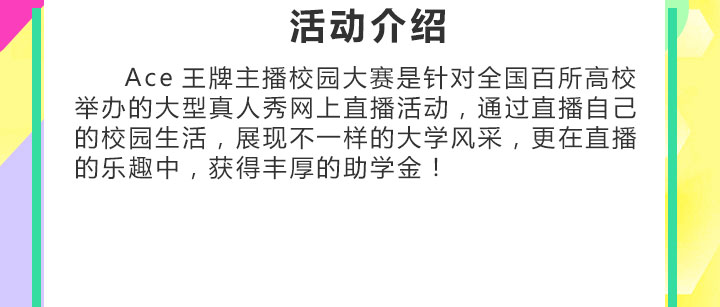 活动介绍
Ace 王牌主播校园大赛是针对全国百所高校
举办的大型真人秀网上直播活动，通过直播自己
的校园生活，展现不一样的大学风采，更在直播
的乐趣中，获得丰厚的助学金！